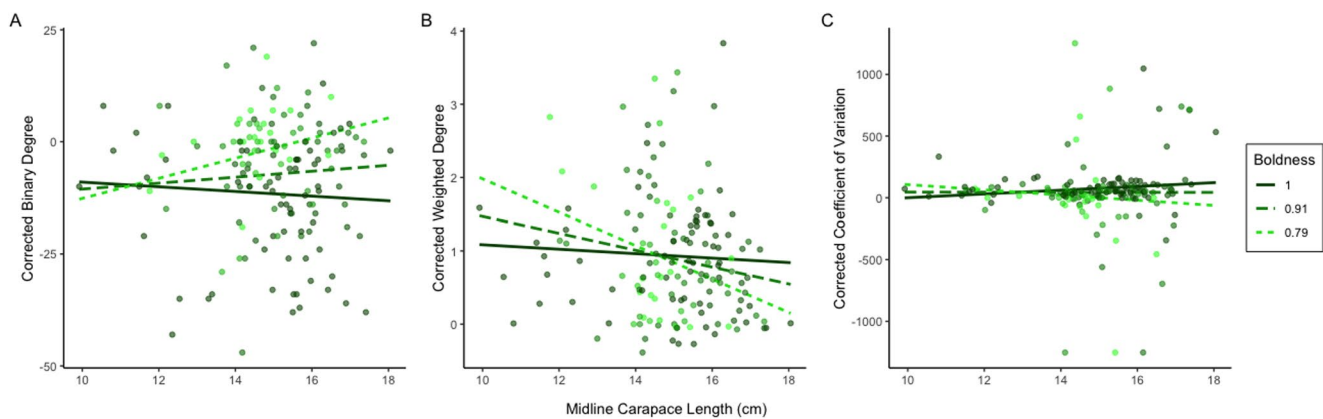 A
Corrected Binary Degree
25
0
-25
-50
10 12 14 16 18
B
Corrected Weighted Degree
4
3
2
1
0
10 12 14 16 18
C
Corrected Coefficient of Variation
1000
500
0
-500
-1000
10 12 14 16 18
Midline Carapace Length (cm)
Boldness
1
0.91
0.79